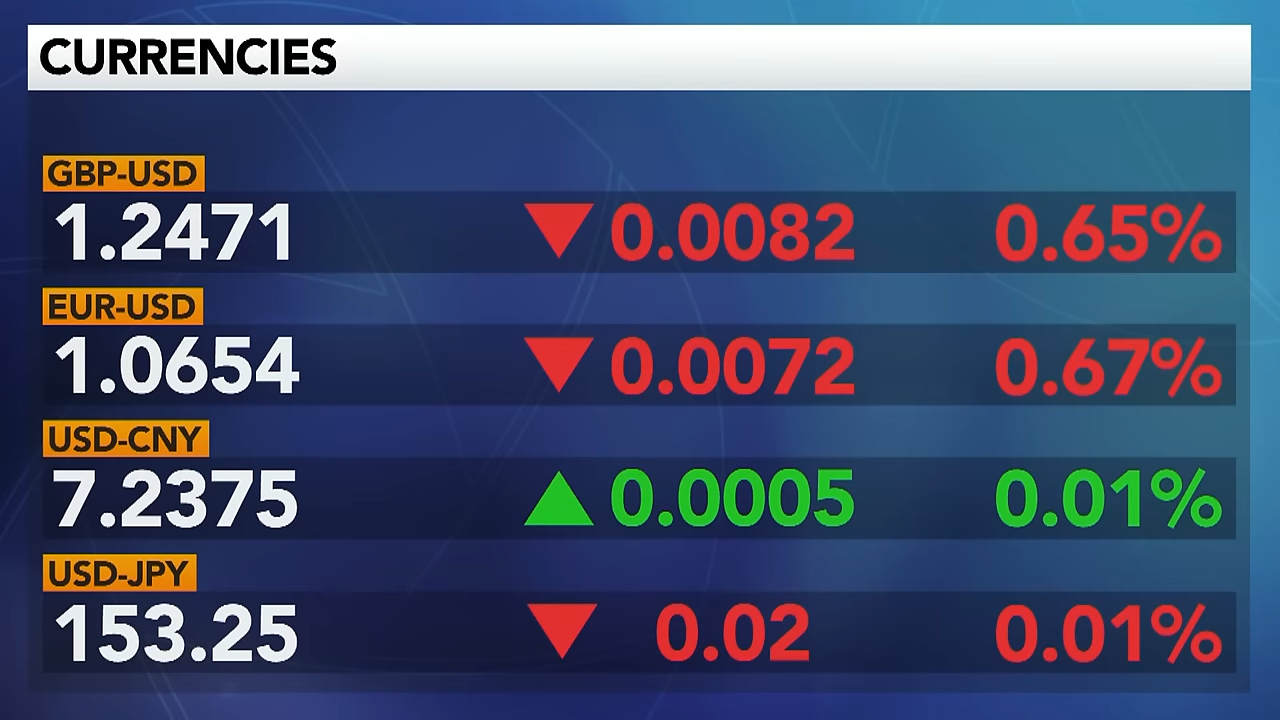 CURRENCIES
GBP-USD
1.2471 ▼ 0.0082 0.65%
EUR-USD
1.0654 ▼ 0.0072 0.67%
USD-CNY
7.2375 ▲ 0.0005 0.01%
USD-JPY
153.25 ▼ 0.02 0.01%